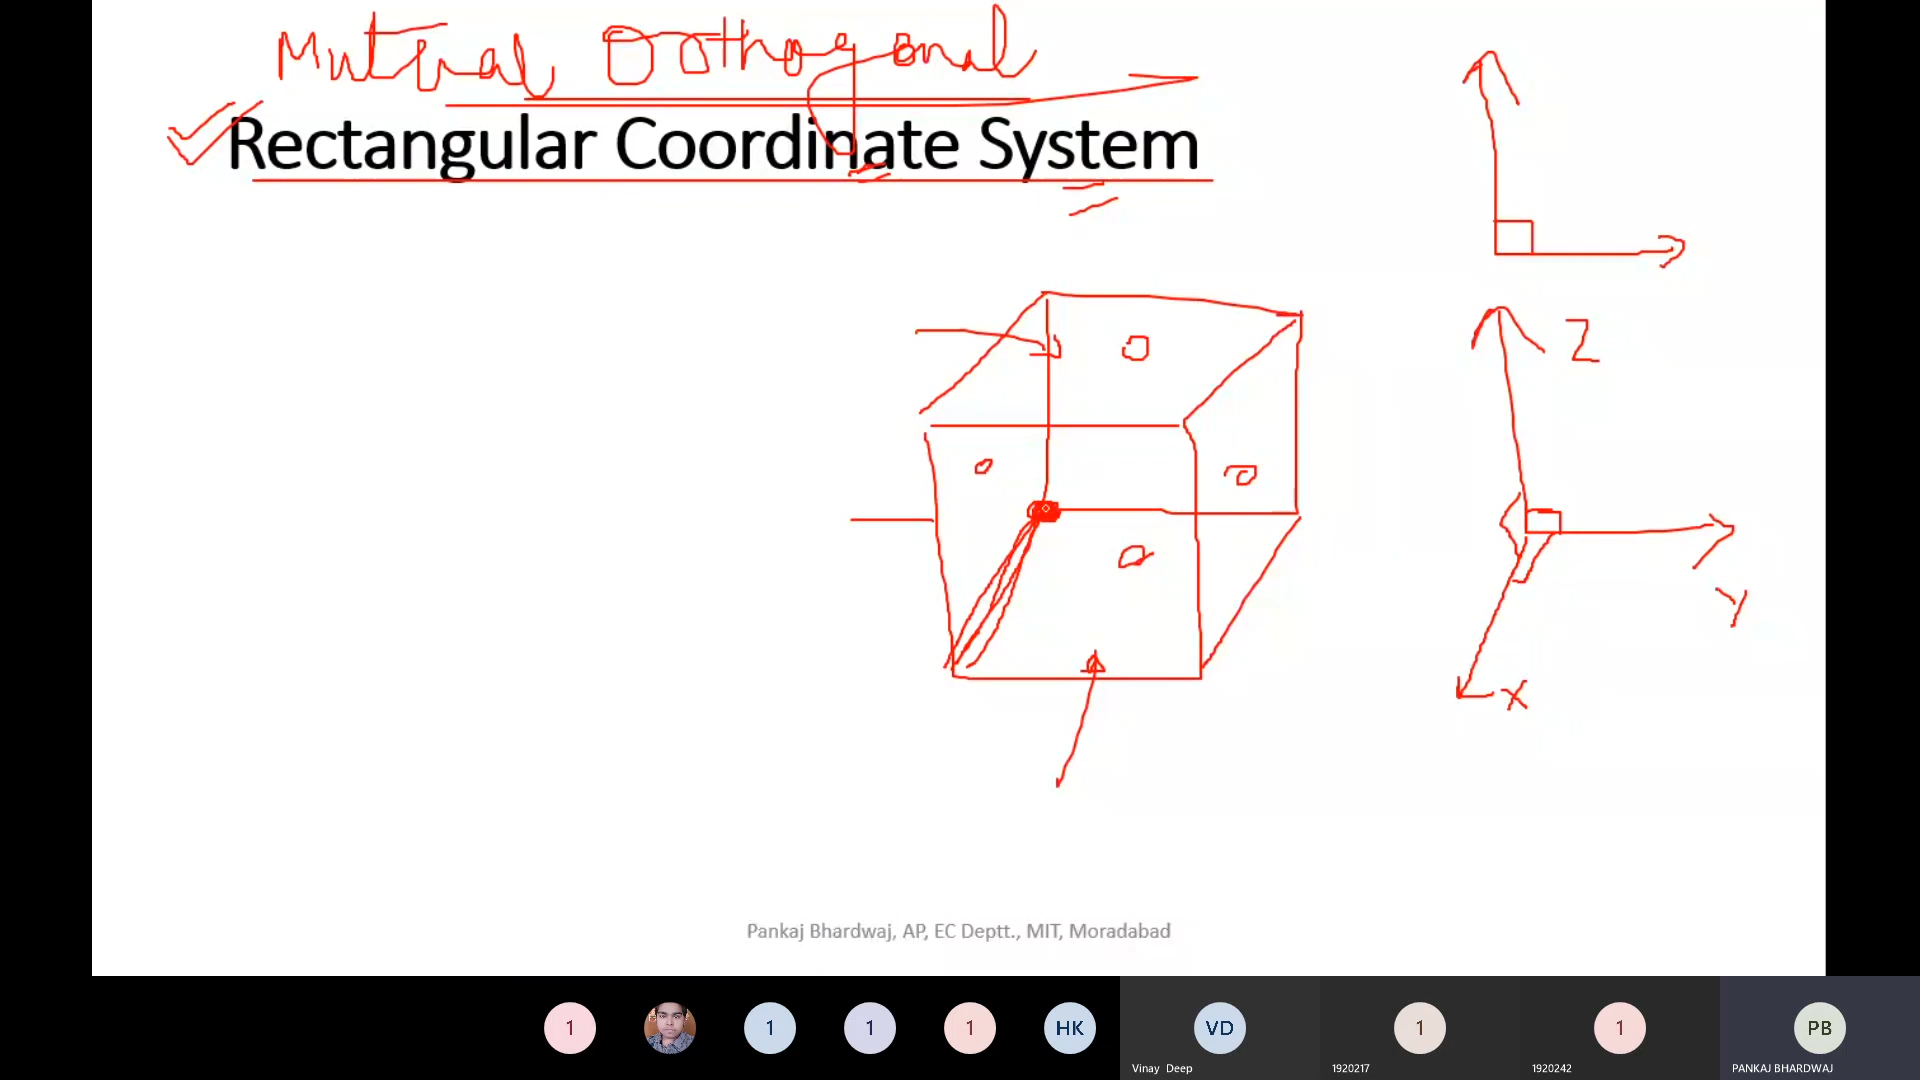 Mutual Orthogonal
Rectangular Coordinate System
Z
Y
X
Pankaj Bhardwaj, AP, EC Deptt., MIT, Moradabad
1
1
1
1
HK
VD
1
1
PB
Vinay Deep
1920217
1920242
PANKAJ BHARDWAJ